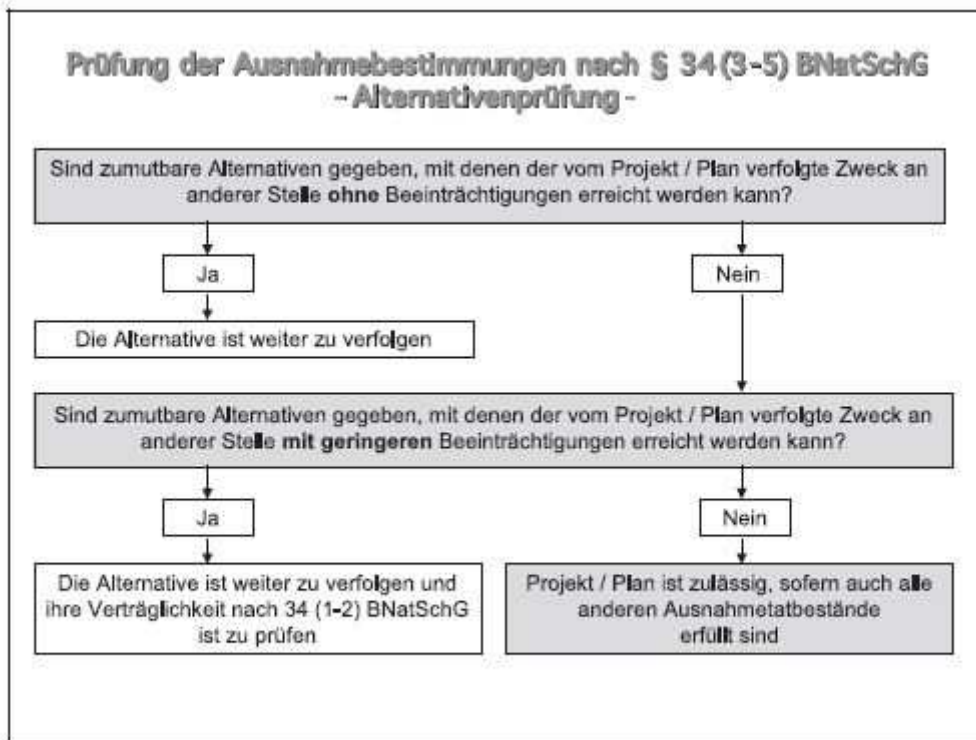 Prüfung der Ausnahmebestimmungen nach § 34 (3-5) BNatSchG
- Alternativenprüfung -
Sind zumutbare Alternativen gegeben, mit denen der vom Projekt / Plan verfolgte Zweck an
anderer Stelle ohne Beeinträchtigungen erreicht werden kann?
Ja
Nein
Die Alternative ist weiter zu verfolgen
Sind zumutbare Alternativen gegeben, mit denen der vom Projekt / Plan verfolgte Zweck an
anderer Stelle mit geringeren Beeinträchtigungen erreicht werden kann?
Ja
Nein
Die Alternative ist weiter zu verfolgen und
ihre Verträglichkeit nach 34 (1-2) BNatSchG
ist zu prüfen
Projekt / Plan ist zulässig, sofern auch alle
anderen Ausnahmetatbestände
erfüllt sind